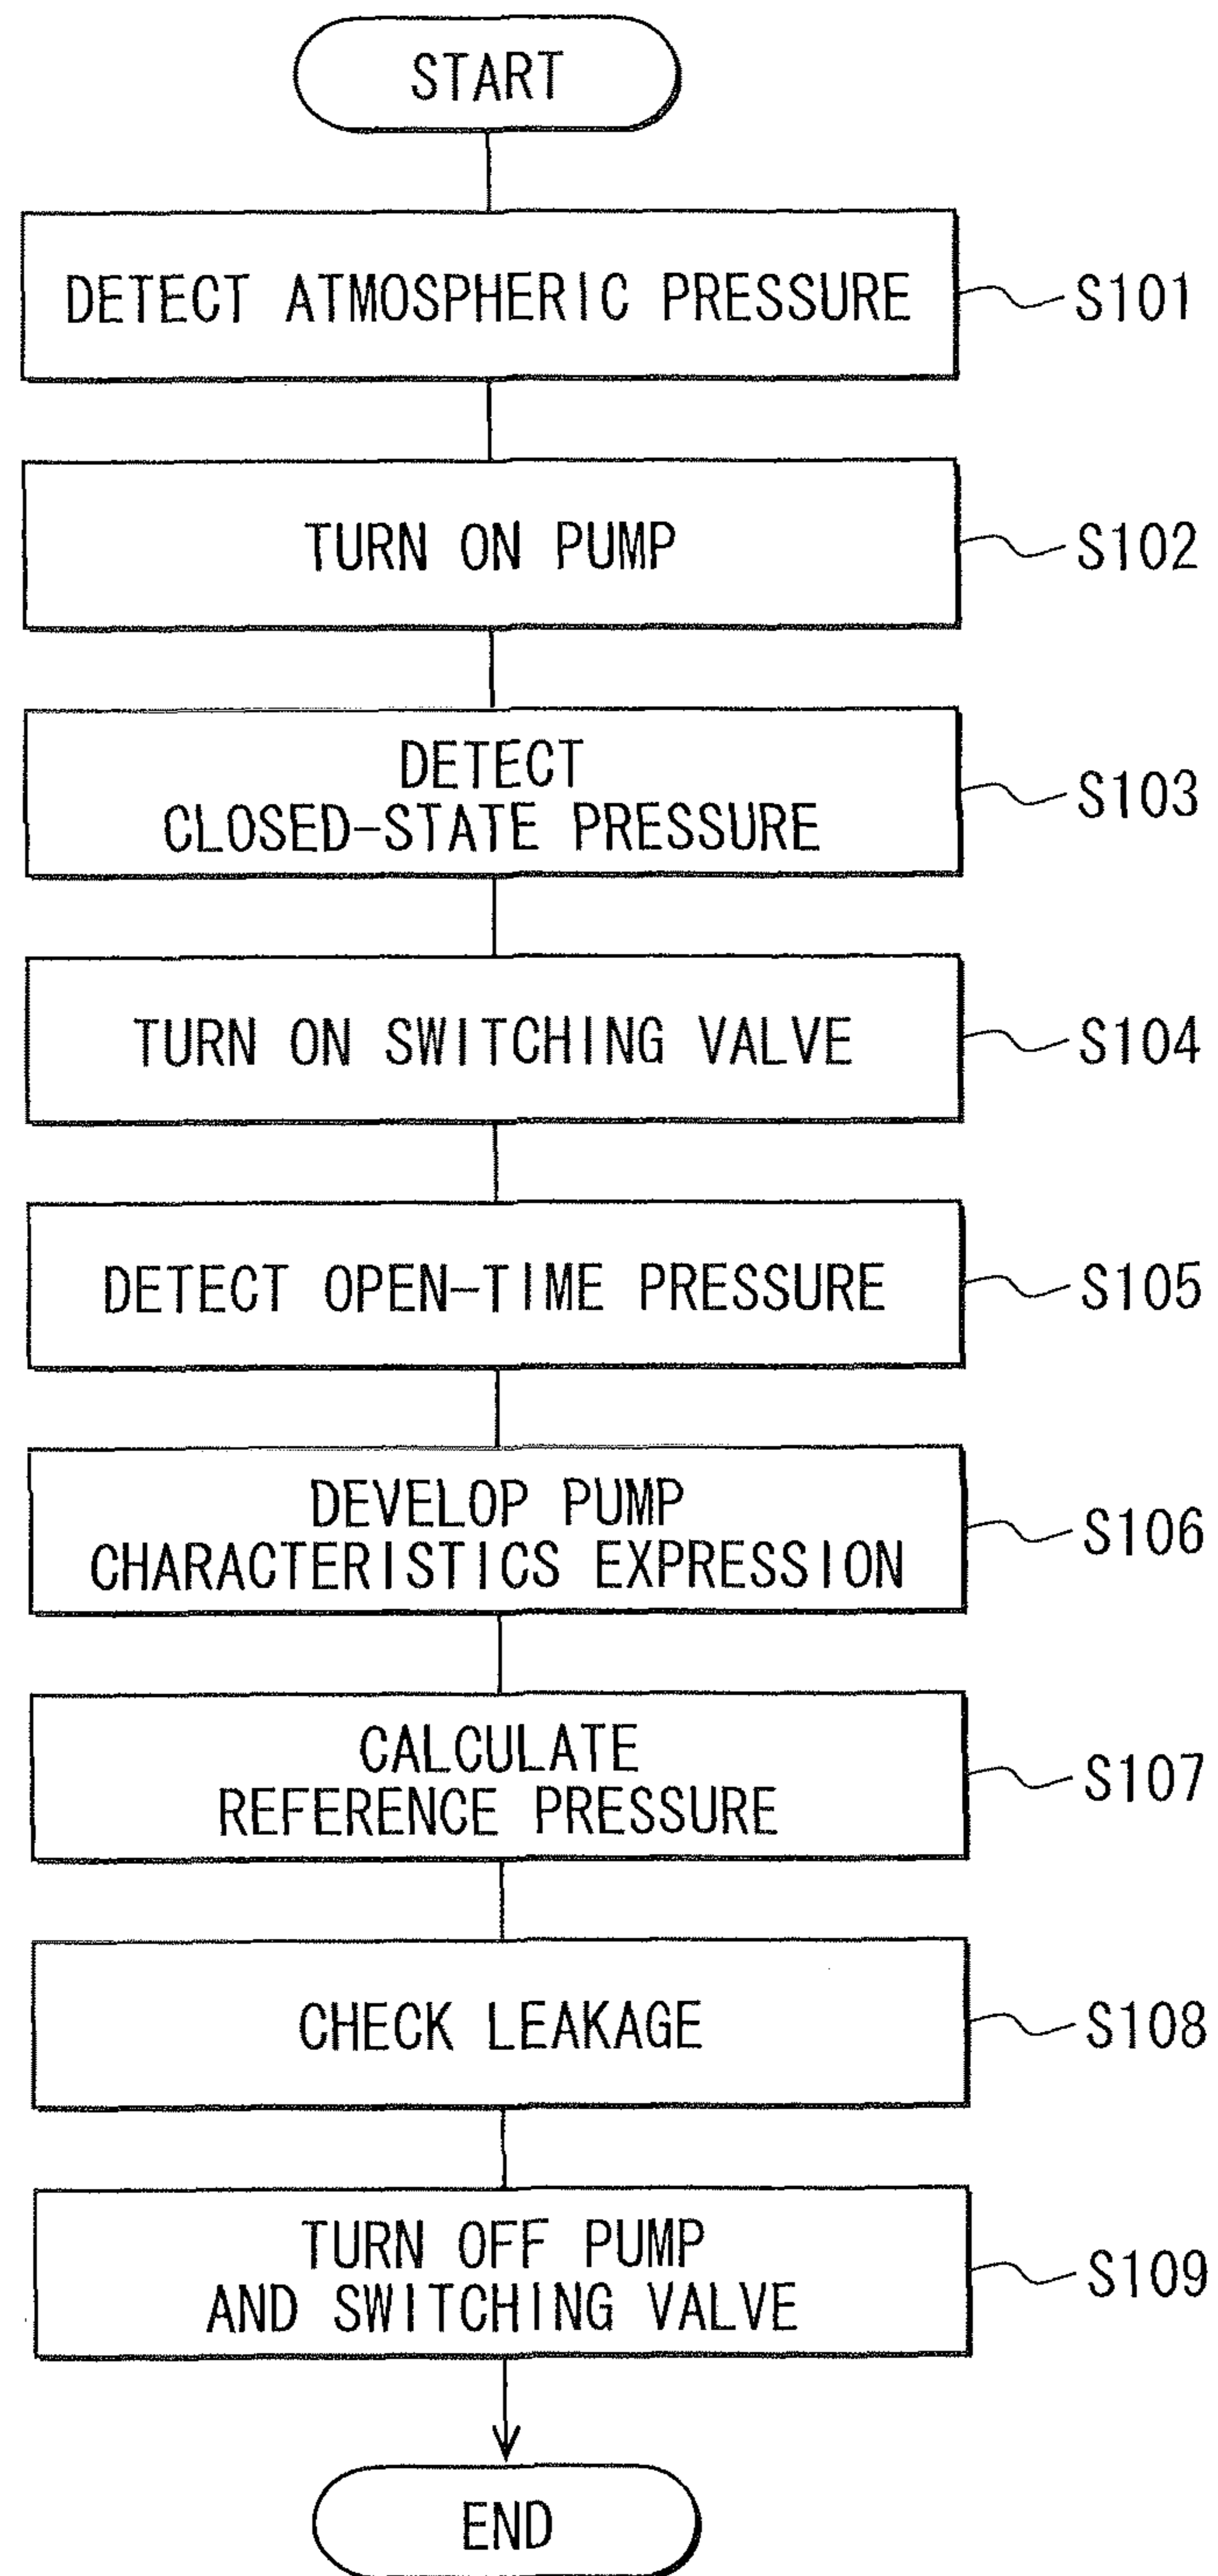 START
DETECT ATMOSPHERIC PRESSURE
S101
TURN ON PUMP
S102
DETECT
CLOSED-STATE PRESSURE
S103
TURN ON SWITCHING VALVE
S104
DETECT OPEN-TIME PRESSURE
S105
DEVELOP PUMP
CHARACTERISTICS EXPRESSION
S106
CALCULATE
REFERENCE PRESSURE
S107
CHECK LEAKAGE
S108
TURN OFF PUMP
AND SWITCHING VALVE
S109
END